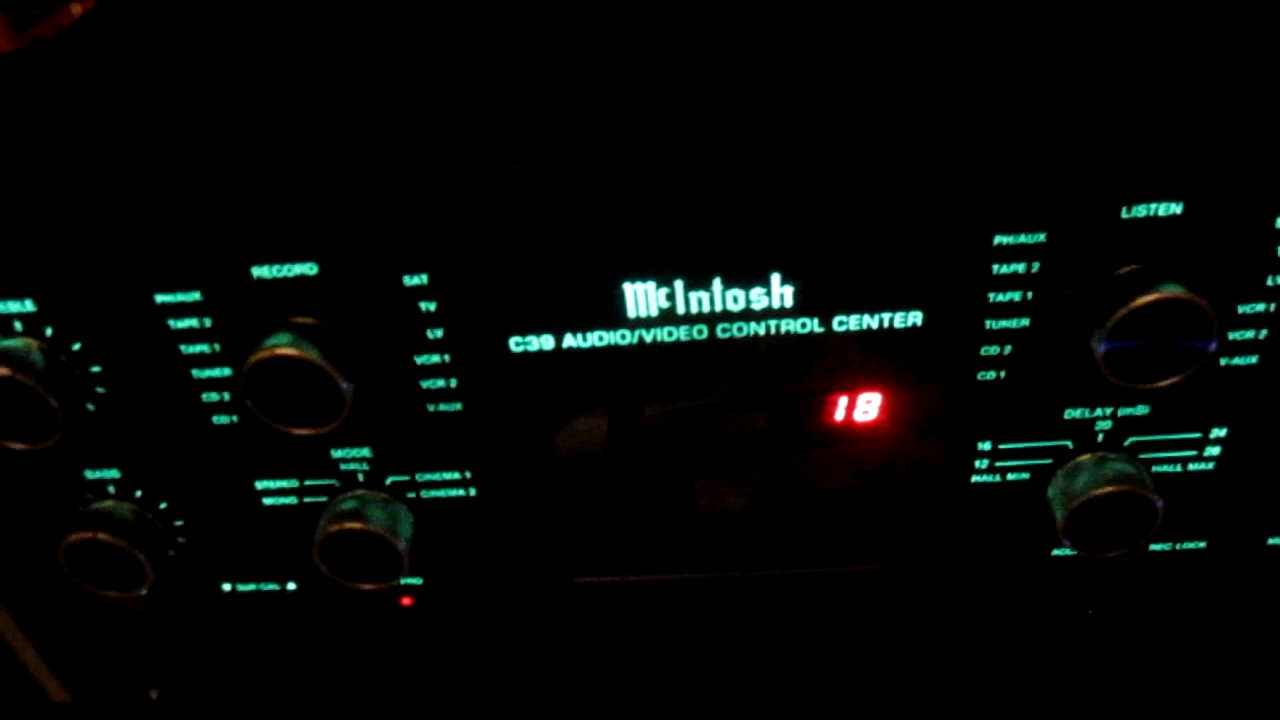 LISTEN
RECORD
McIntosh
C39 AUDIO/VIDEO CONTROL CENTER
18
PH/AUX
TAPE 2
TAPE 1
TUNER
CD 2
CD 1
SAT
TV
LV
VCR 1
VCR 2
V-AUX
PH/AUX
TAPE 2
TAPE 1
TUNER
CD 2
CD 1
VCR 1
VCR 2
V-AUX
BASS
MODE
HALL
STEREO
MONO
CINEMA 1
CINEMA 2
DELAY (mS)
20
16
12
HALL MIN
24
28
HALL MAX
REC LOCK